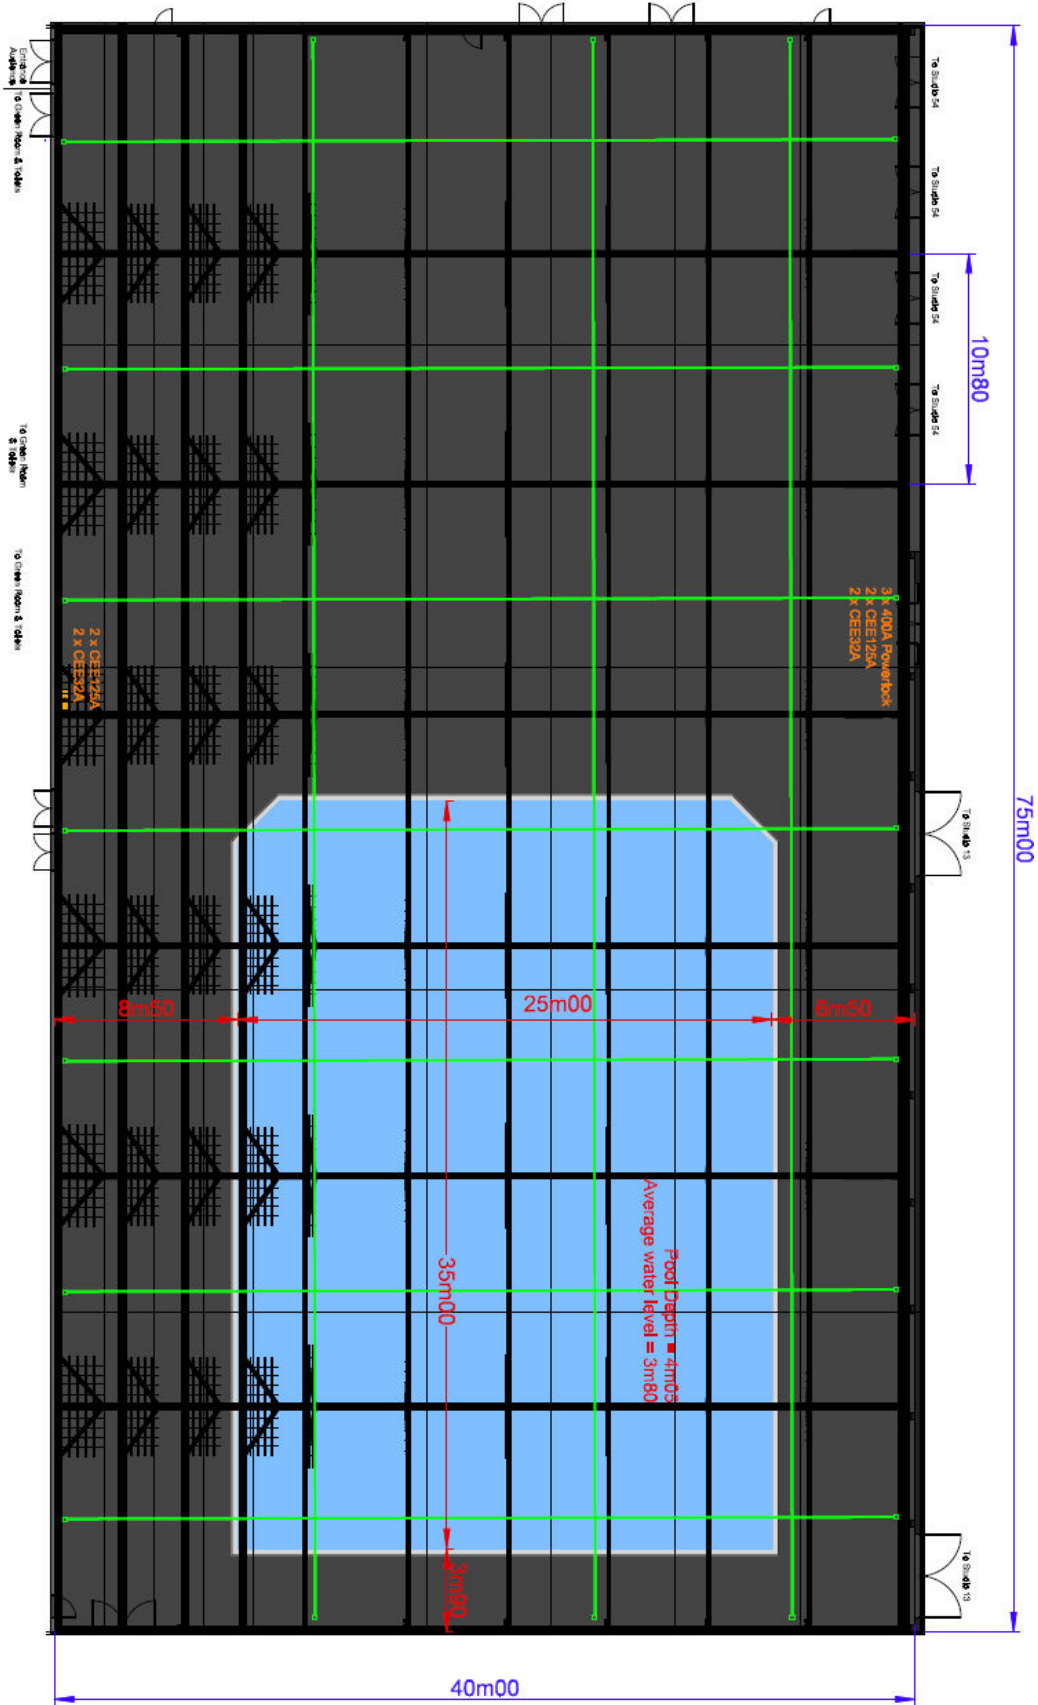 Entrance
Audience
To Green Room & Toilets
To Studio 54
To Studio 54
To Studio 54
To Studio 54
10m80
To Green Room
& Toilets
To Green Room & Toilets
3 x 400A Powerlock
2 x CEE125A
2 x CEE32A
2 x CEE125A
2 x CEE32A
75m00
To Studio 13
8m50
25m00
6m50
35m00
Pool Depth = 4m05
Average water level = 3m80
3m90
To Studio 13
40m00